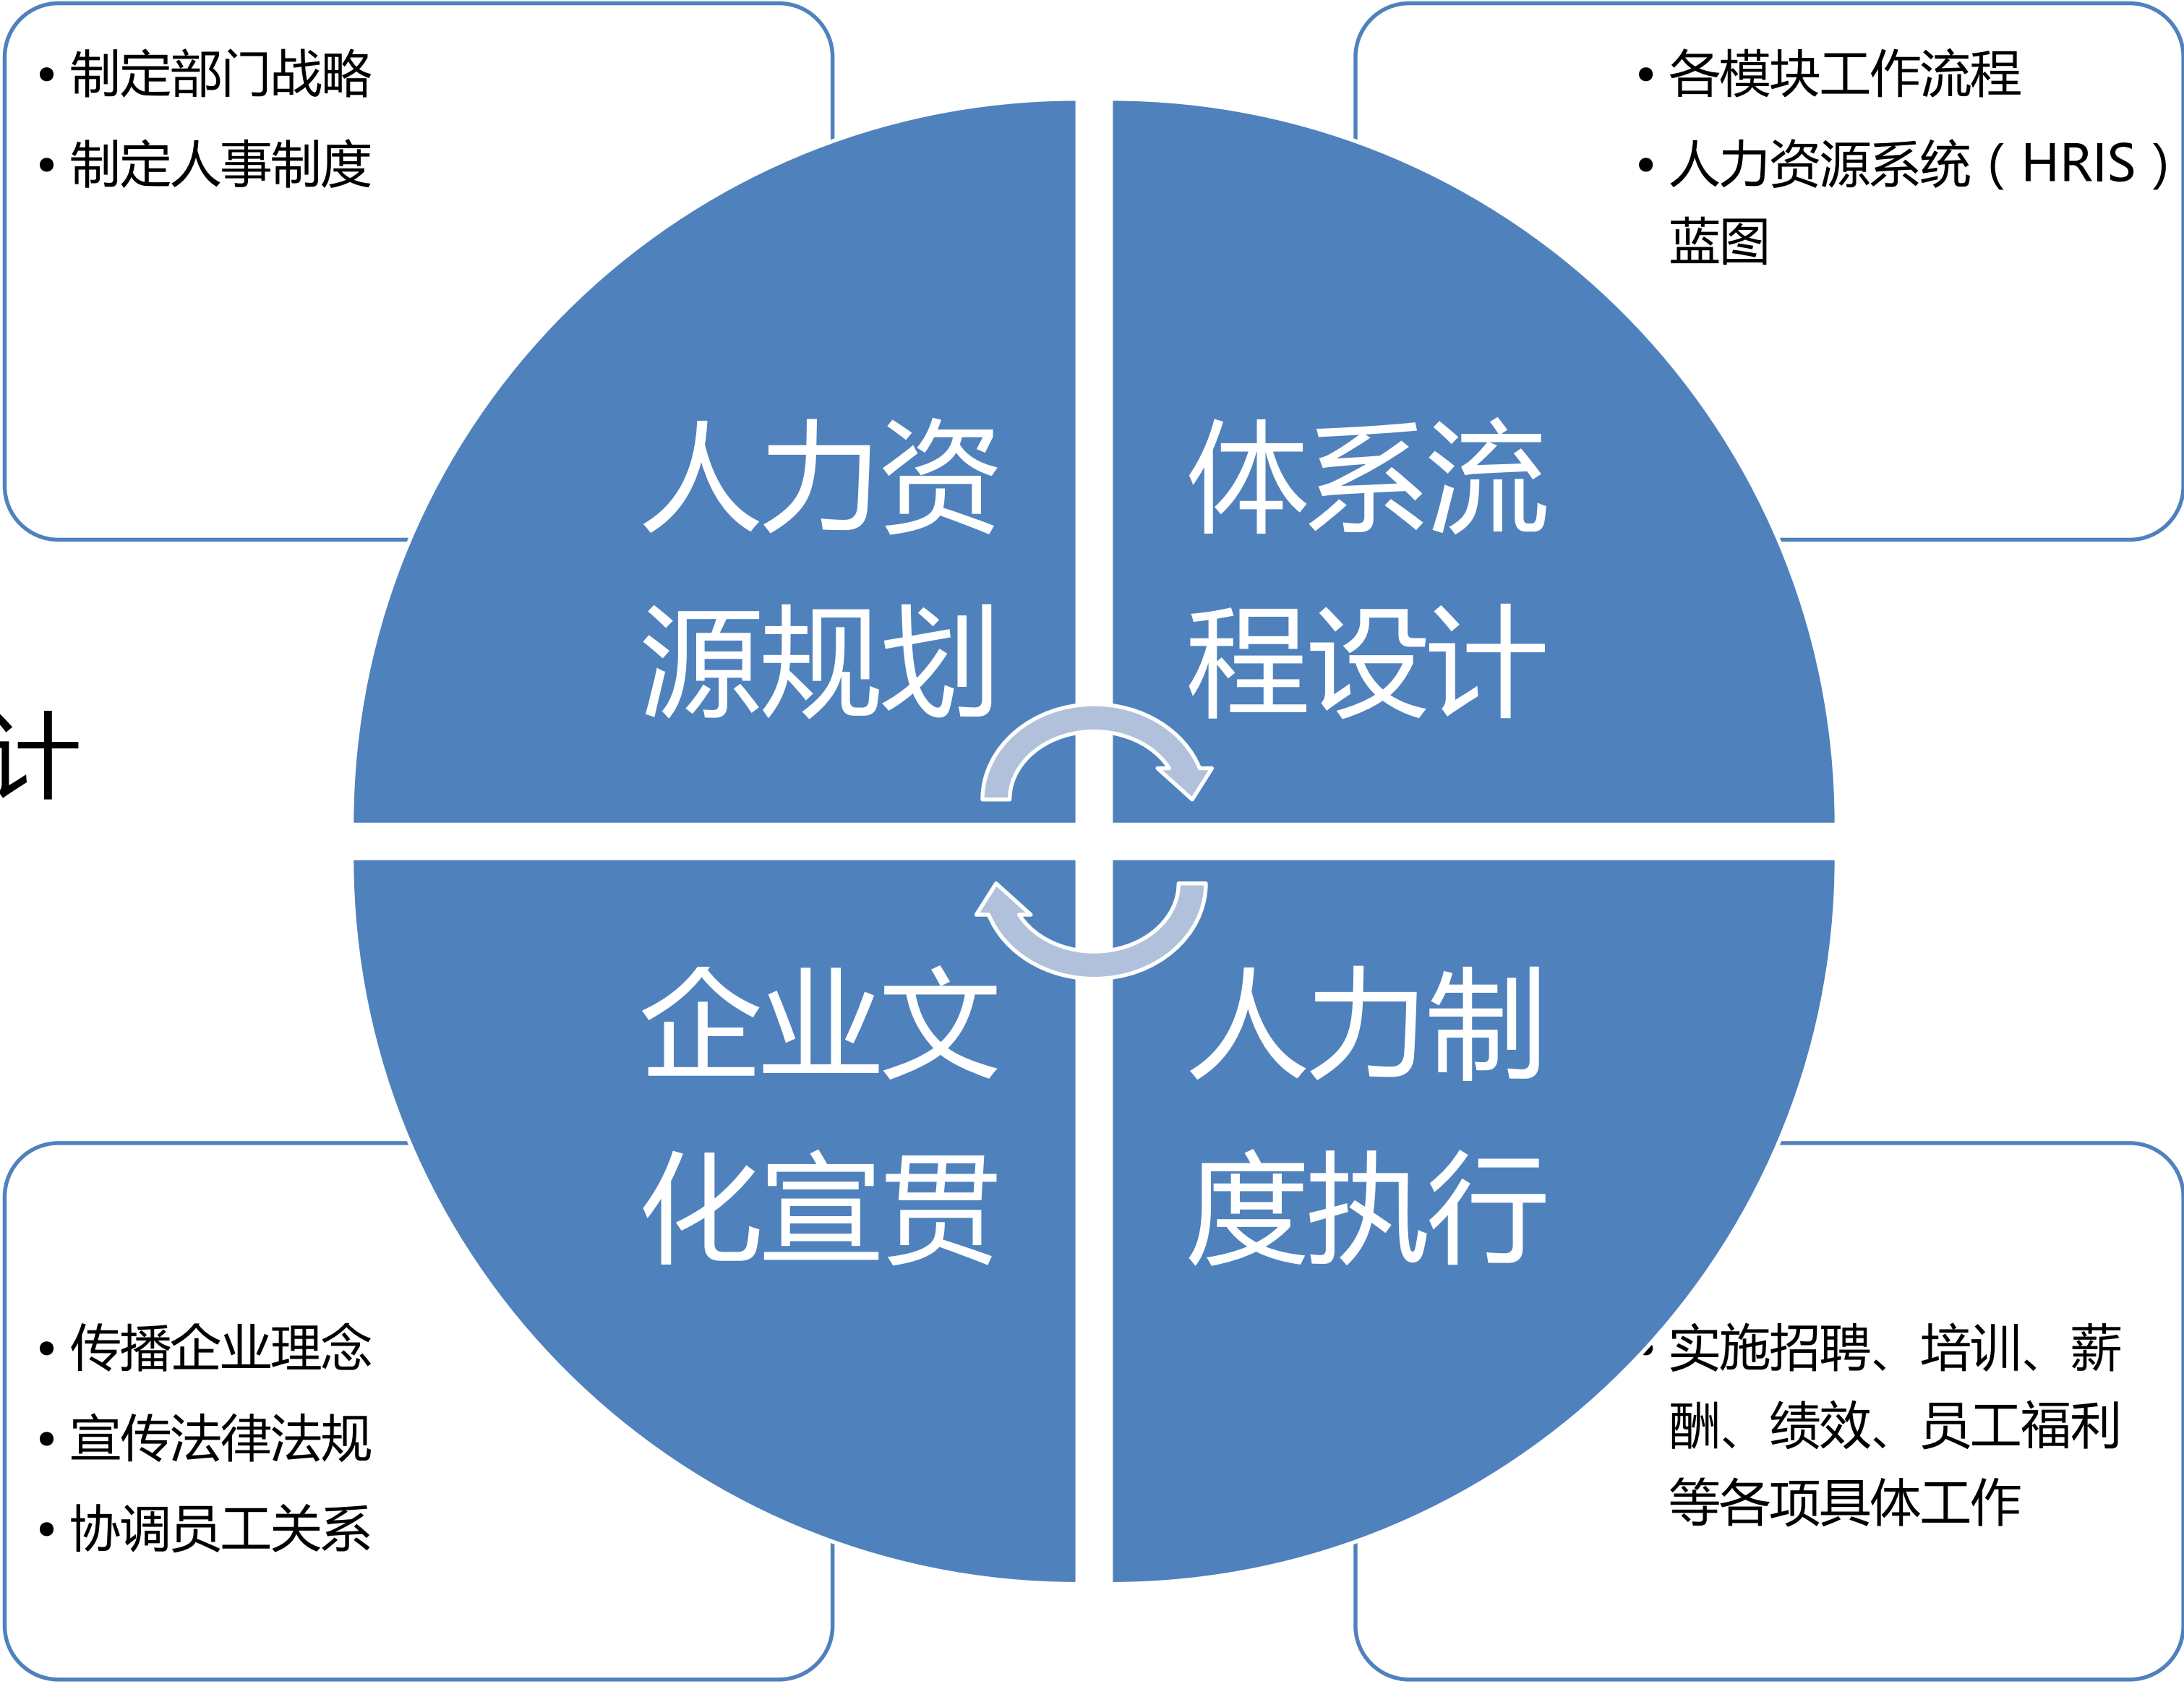 • 制定部门战略
• 制定人事制度
• 各模块工作流程
• 人力资源系统（HRIS）
蓝图
人力资
源规划
体系流
程设计
计
企业文
化宣贯
人力制
度执行
• 传播企业理念
• 宣传法律法规
• 协调员工关系
• 实施招聘、培训、薪
酬、绩效、员工福利
等各项具体工作